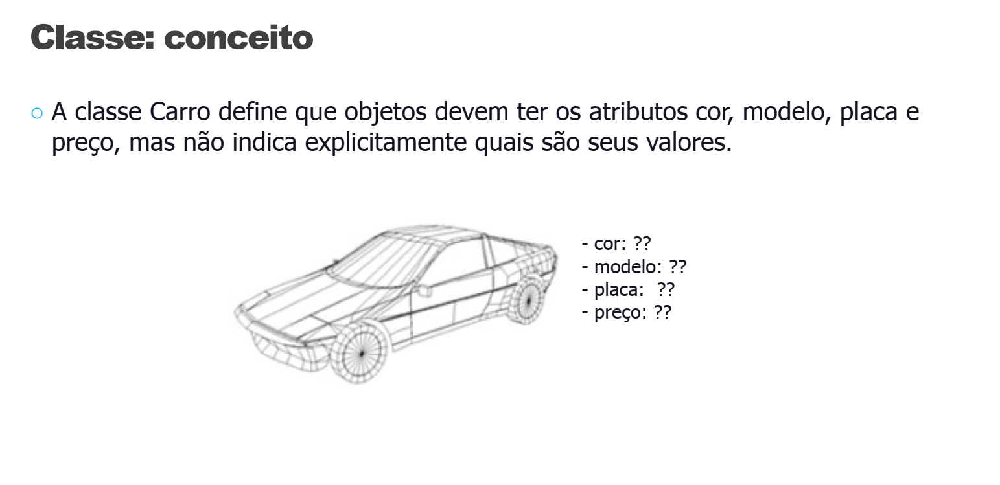 Classe: conceito
○ A classe Carro define que objetos devem ter os atributos cor, modelo, placa e
preço, mas não indica explicitamente quais são seus valores.
- cor: ??
- modelo: ??
- placa:  ??
- preço: ??